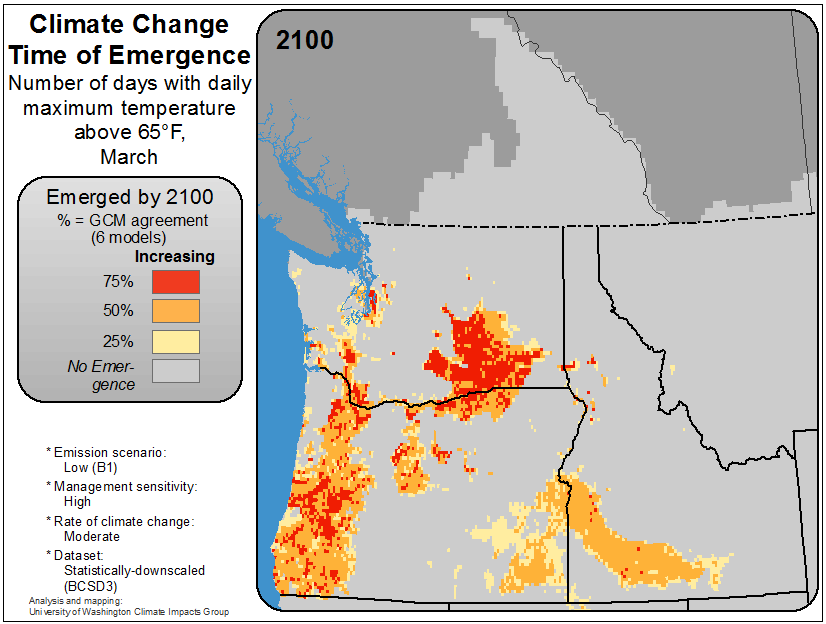 Climate Change
Time of Emergence
Number of days with daily
maximum temperature
above 65°F,
March
2100
Emerged by 2100
% = GCM agreement
(6 models)
Increasing
75%
50%
25%
No Emer-
gence
* Emission scenario:
Low (B1)
* Management sensitivity:
High
* Rate of climate change:
Moderate
* Dataset:
Statistically-downscaled
(BCSD3)
Analysis and mapping:
University of Washington Climate Impacts Group